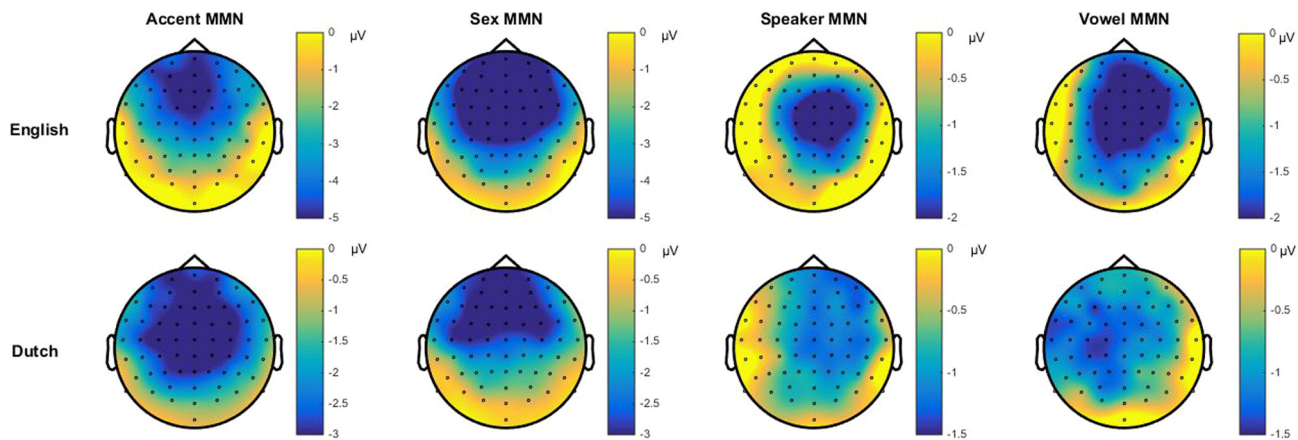 Accent MMN Sex MMN Speaker MMN Vowel MMN
0 μV 0 μV 0 μV 0 μV
-1 -1 -0.5 -0.5
-2 -2
English -1 -1
-3 -3
-4 -4 -1.5 -1.5
-5 -5 -2 -2
0 μV 0 μV 0 μV 0 μV
-0.5 -0.5
-1 -1 -0.5 -0.5
Dutch -1.5 -1.5
-2 -2 -1 -1
-2.5 -2.5
-3 -3 -1.5 -1.5